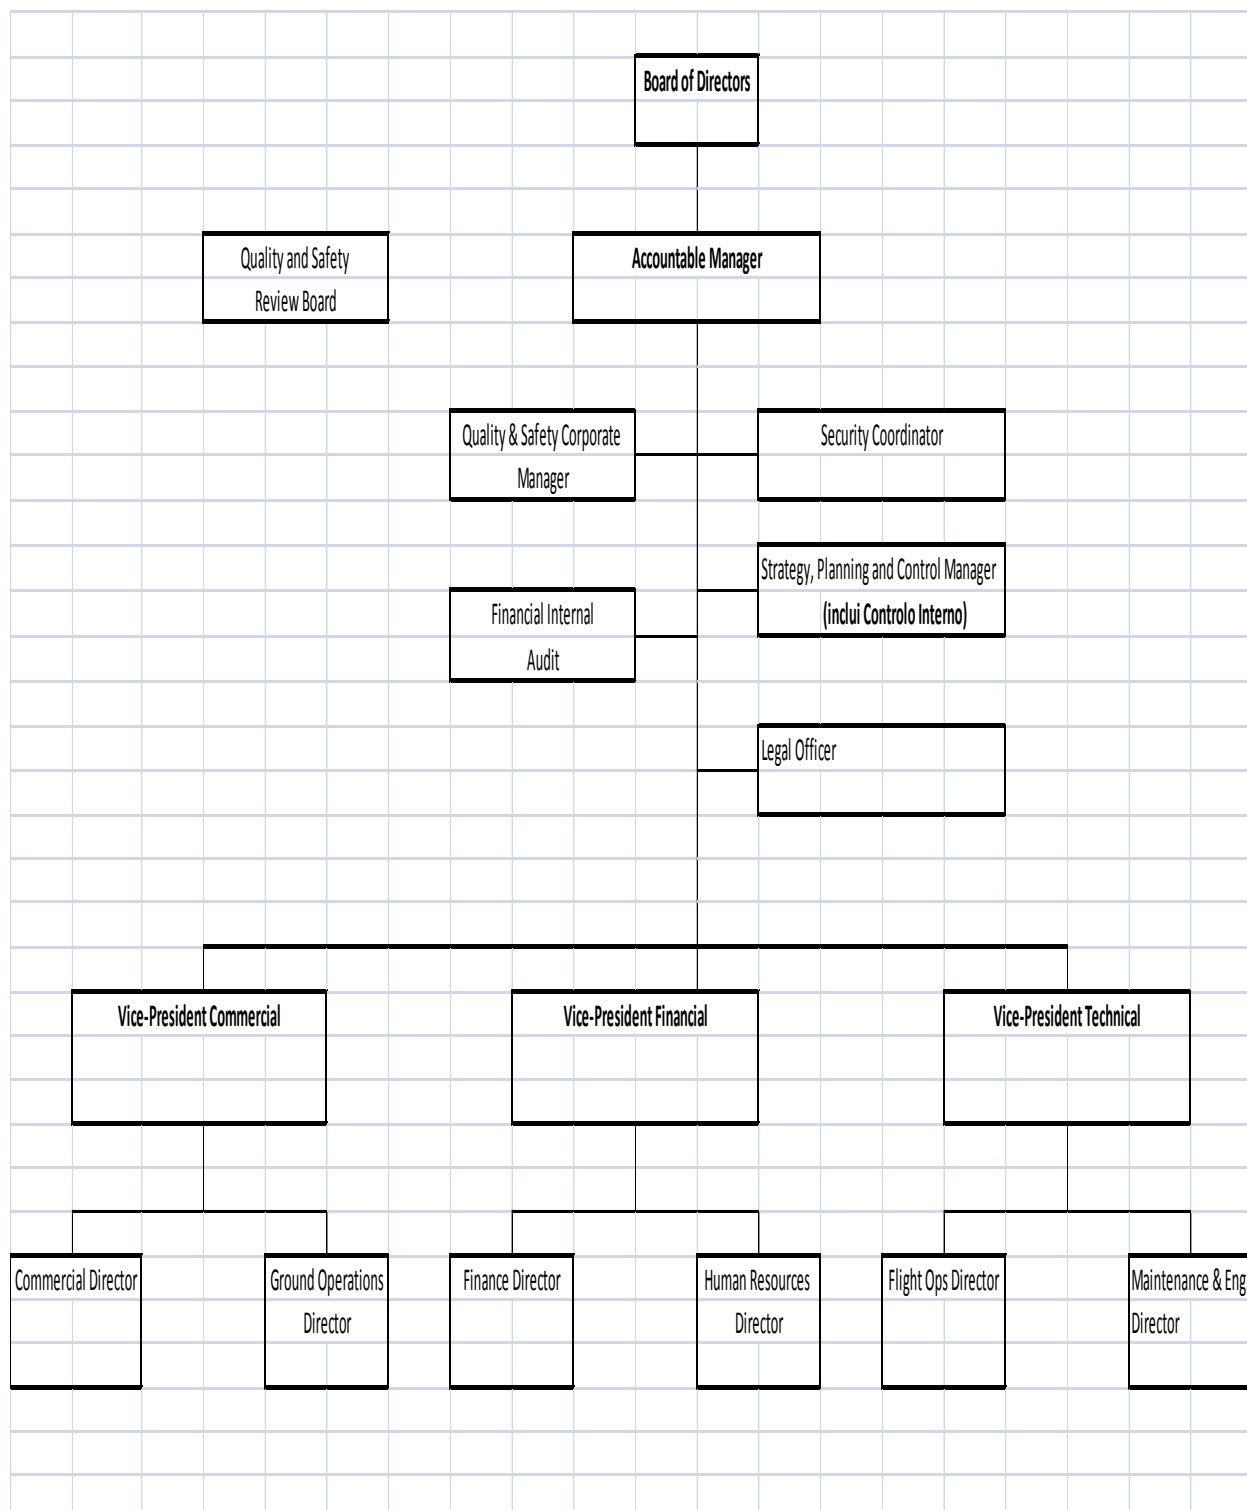 Board of Directors
Quality and Safety
Review Board
Accountable Manager
Quality & Safety Corporate
Manager
Security Coordinator
Strategy, Planning and Control Manager
(inclui Controlo Interno)
Financial Internal
Audit
Legal Officer
Vice-President Commercial
Vice-President Financial
Vice-President Technical
Commercial Director
Ground Operations
Director
Finance Director
Human Resources
Director
Flight Ops Director
Maintenance & Eng
Director